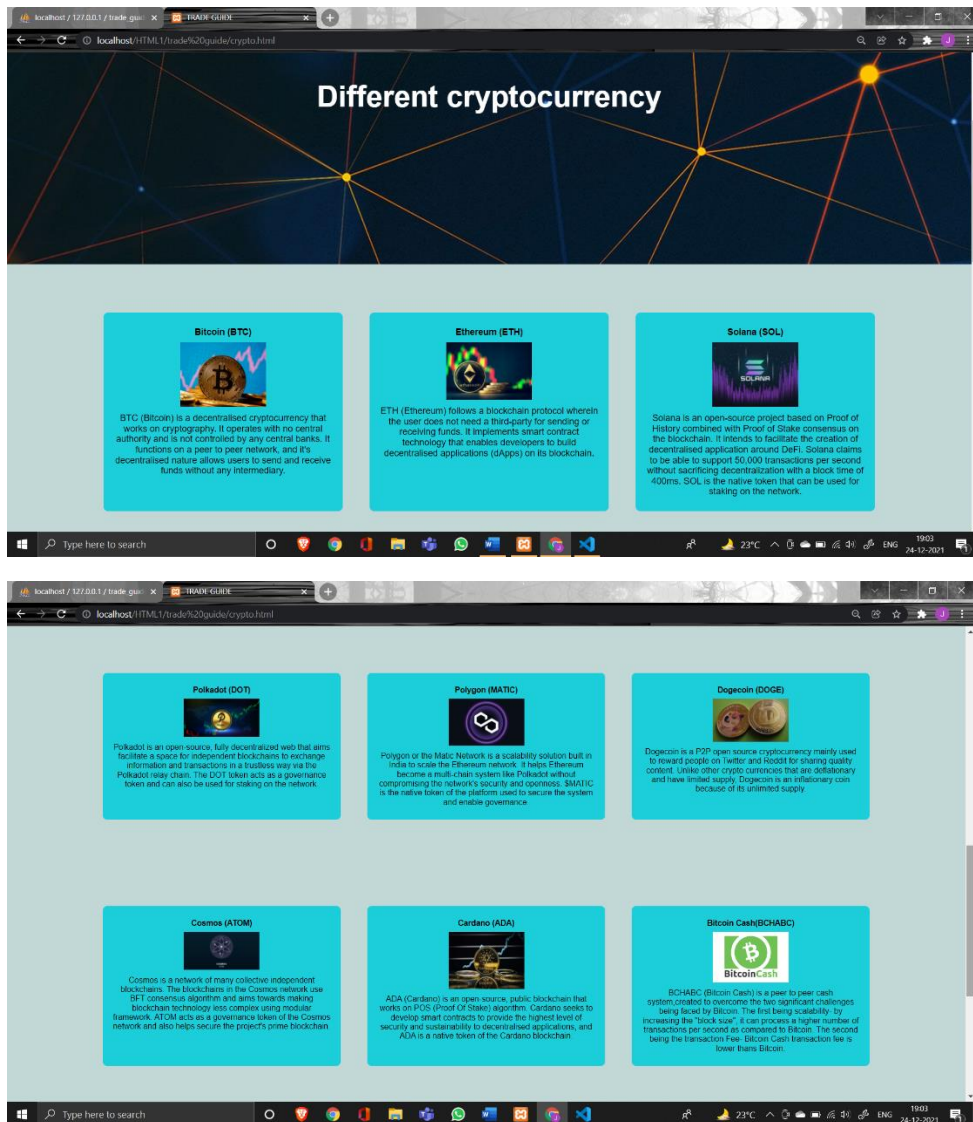 localhost / 127.0.0.1 / trade_guid
TRADE GUIDE
localhost/HTML1/trade%20guide/crypto.html
J
Different cryptocurrency
Bitcoin (BTC)
BTC (Bitcoin) is a decentralised cryptocurrency that
works on cryptography. It operates with no central
authority and is not controlled by any central banks. It
functions on a peer to peer network, and it's
decentralised nature allows users to send and receive
funds without any intermediary.
Ethereum (ETH)
ETH (Ethereum) follows a blockchain protocol wherein
the user does not need a third-party for sending or
receiving funds. It implements smart contract
technology that enables developers to build
decentralised applications (dApps) on its blockchain.
Solana (SOL)
SOLANA
Solana is an open-source project based on Proof of
History combined with Proof of Stake consensus on
the blockchain. It intends to facilitate the creation of
decentralised application around DeFi. Solana claims
to be able to support 50,000 transactions per second
without sacrificing decentralization with a block time of
400ms. SOL is the native token that can be used for
staking on the network.
Type here to search
23°C
ENG
19:03
24-12-2021
localhost / 127.0.0.1 / trade_guid
TRADE GUIDE
localhost/HTML1/trade%20guide/crypto.html
J
Polkadot (DOT)
Polkadot is an open-source, fully decentralized web that aims
facilitate a space for independent blockchains to exchange
information and transactions in a trustless way via the
Polkadot relay chain. The DOT token acts as a governance
token and can also be used for staking on the network.
Polygon (MATIC)
Polygon or the Matic Network is a scalability solution built in
India to scale the Ethereum network. It helps Ethereum
become a multi-chain system like Polkadot without
compromising the network's security and openness. $MATIC
is the native token of the platform used to secure the system
and enable governance.
Dogecoin (DOGE)
Dogecoin is a P2P open source cryptocurrency mainly used
to reward people on Twitter and Reddit for sharing quality
content. Unlike other crypto currencies that are deflationary
and have limited supply. Dogecoin is an inflationary coin
because of its unlimited supply.
Cosmos (ATOM)
Cosmos is a network of many collective independent
blockchains. The blockchains in the Cosmos network use
BFT consensus algorithm and aims towards making
blockchain technology less complex using modular
framework. ATOM acts as a governance token of the Cosmos
network and also helps secure the project's prime blockchain.
Cardano (ADA)
ADA (Cardano) is an open-source, public blockchain that
works on POS (Proof Of Stake) algorithm. Cardano seeks to
develop smart contracts to provide the highest level of
security and sustainability to decentralised applications, and
ADA is a native token of the Cardano blockchain.
Bitcoin Cash(BCHABC)
BitcoinCash
BCHABC (Bitcoin Cash) is a peer to peer cash
system,created to overcome the two significant challenges
being faced by Bitcoin. The first being scalability- by
increasing the "block size", it can process a higher number of
transactions per second as compared to Bitcoin. The second
being the transaction Fee- Bitcoin Cash transaction fee is
lower thans Bitcoin.
Type here to search
23°C
ENG
19:03
24-12-2021